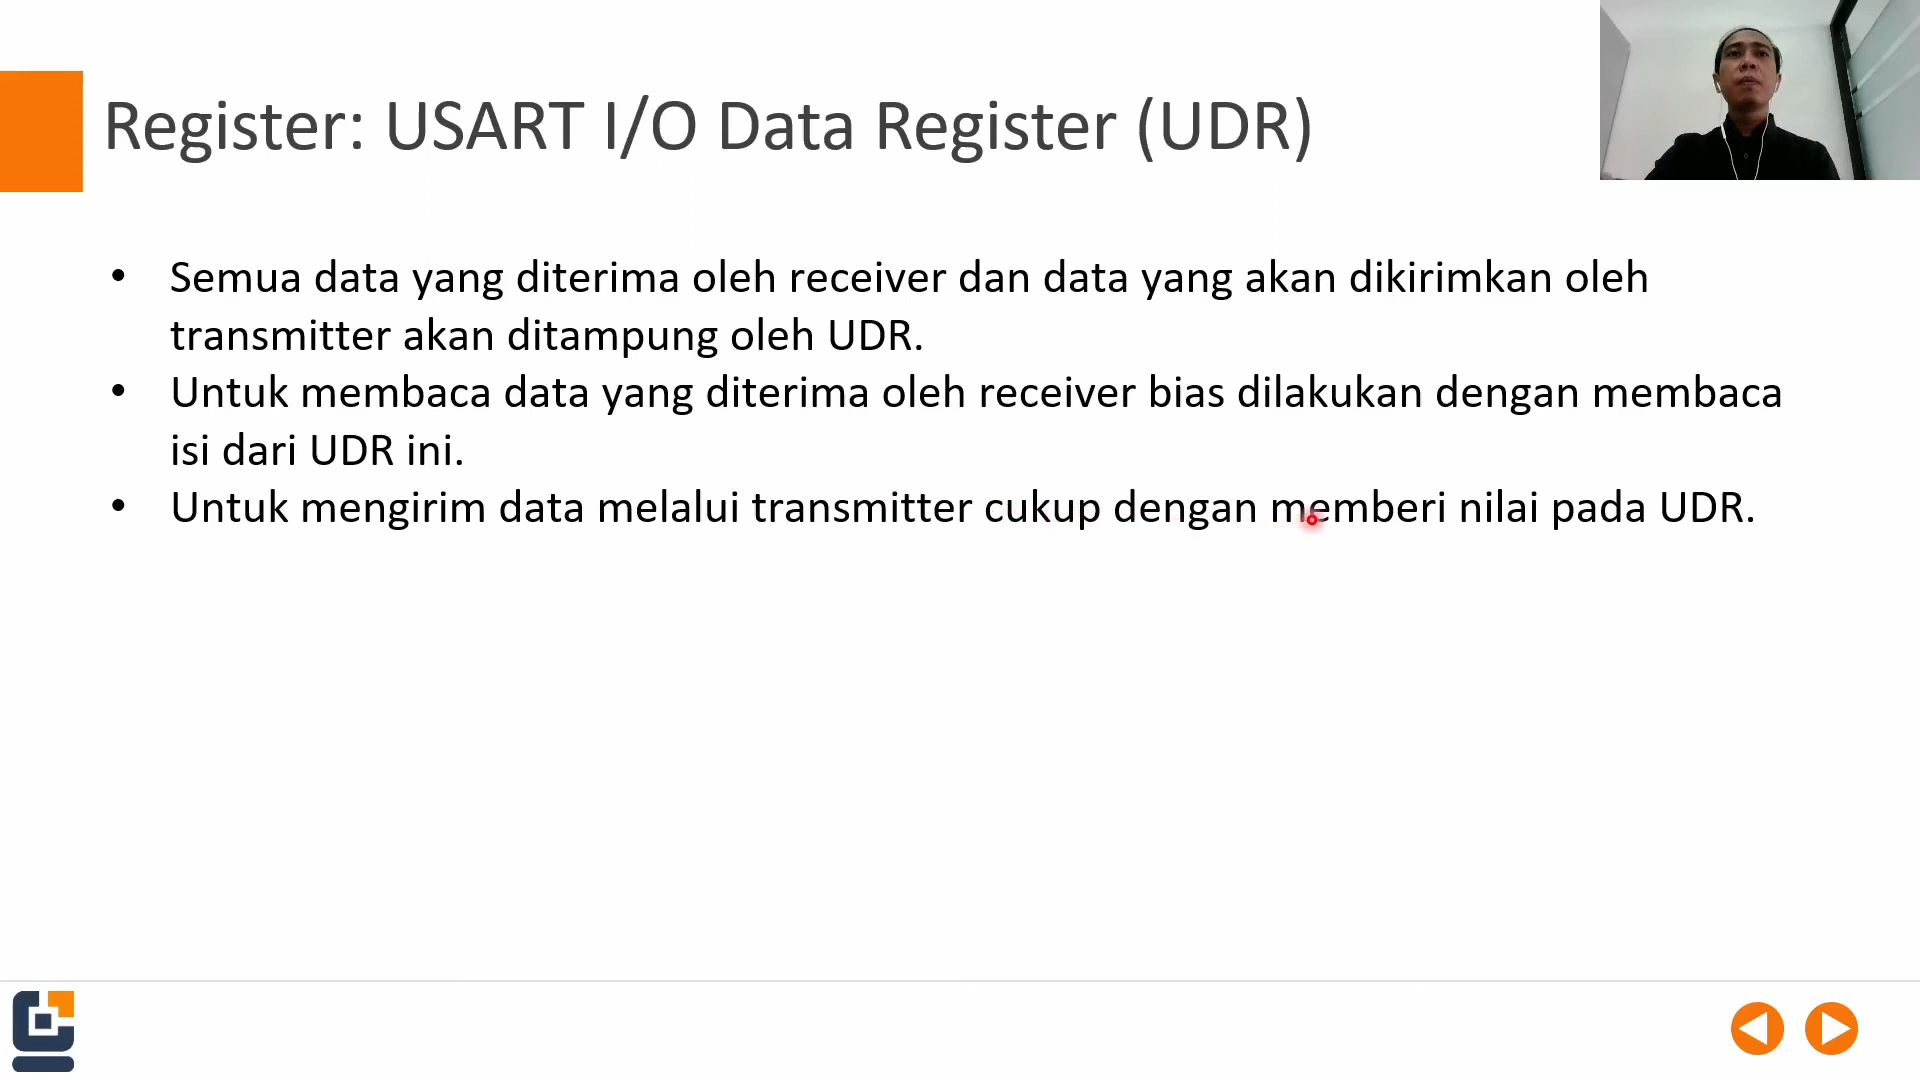 Register: USART I/O Data Register (UDR)
• Semua data yang diterima oleh receiver dan data yang akan dikirimkan oleh
transmitter akan ditampung oleh UDR.
• Untuk membaca data yang diterima oleh receiver bias dilakukan dengan membaca
isi dari UDR ini.
• Untuk mengirim data melalui transmitter cukup dengan memberi nilai pada UDR.